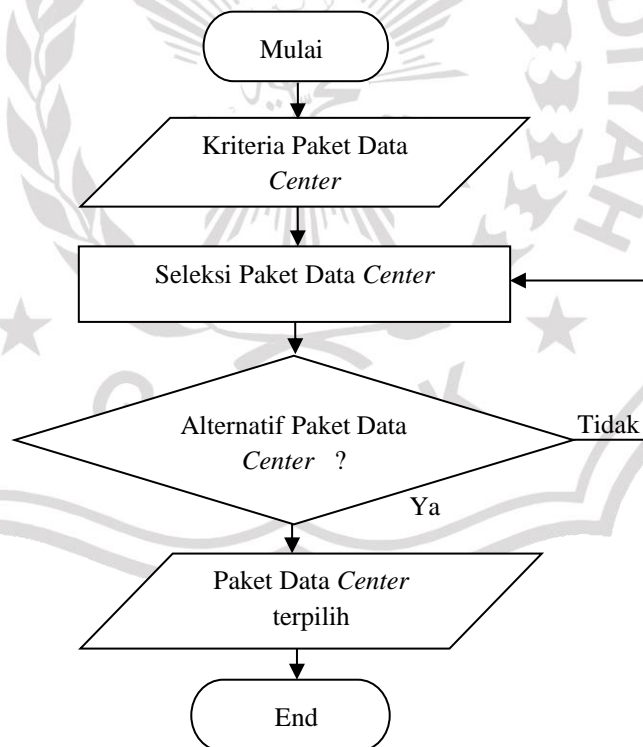 Mulai
Kriteria Paket Data
Center
Seleksi Paket Data Center
Alternatif Paket Data
Center ?
Tidak
Ya
Paket Data Center
terpilih
End